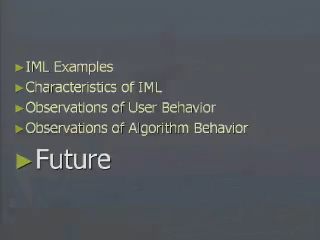 IML Examples
Characteristics of IML
Observations of User Behavior
Observations of Algorithm Behavior
Future